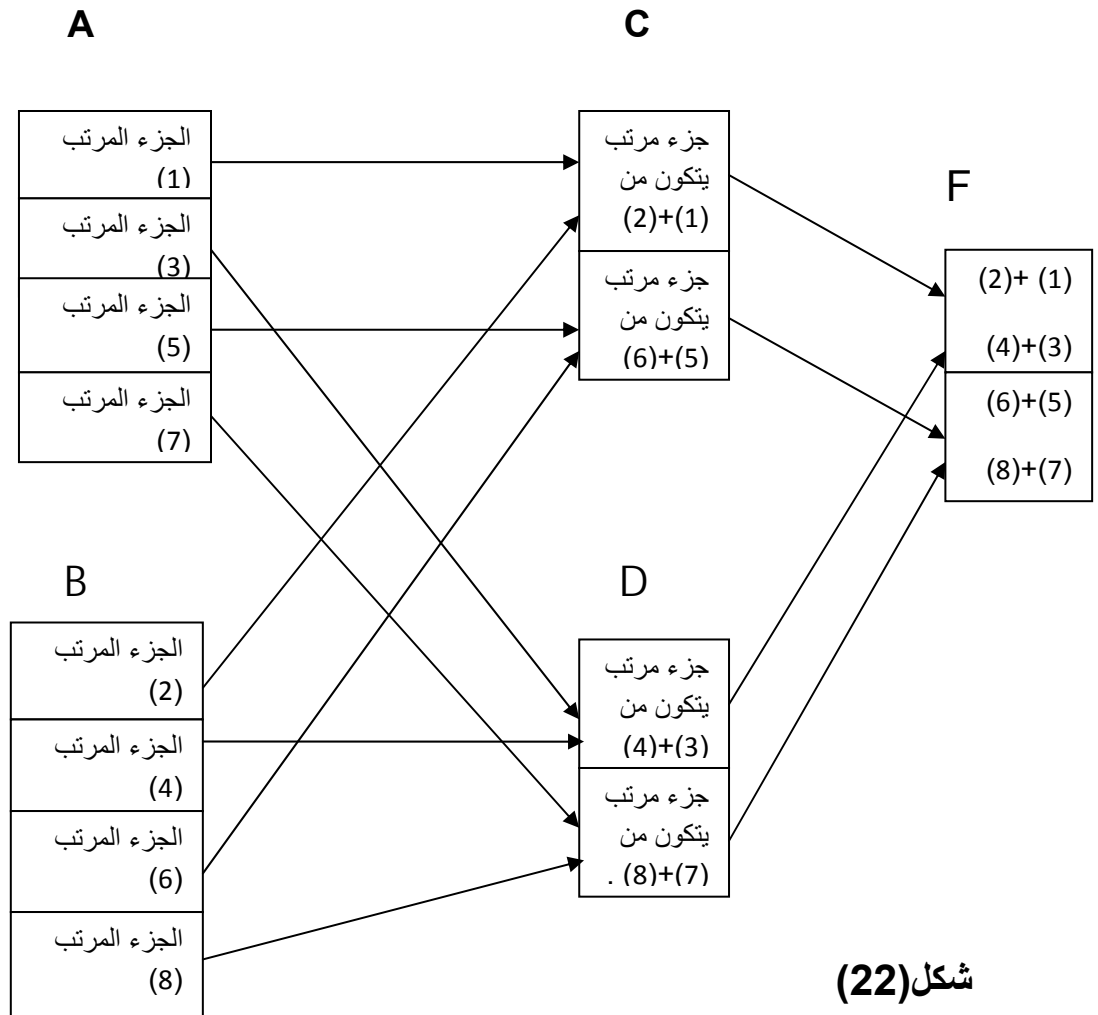 A
الجزء المرتب
(1)
الجزء المرتب
(3)
الجزء المرتب
(5)
الجزء المرتب
(7)
B
الجزء المرتب
(2)
الجزء المرتب
(4)
الجزء المرتب
(6)
الجزء المرتب
(8)
C
جزء مرتب
يتكون من
(1)+(2)
جزء مرتب
يتكون من
(5)+(6)
D
جزء مرتب
يتكون من
(3)+(4)
جزء مرتب
يتكون من
(7)+(8) .
F
(1) +(2)
(3)+(4)
(5)+(6)
(7)+(8)
شكل(22)